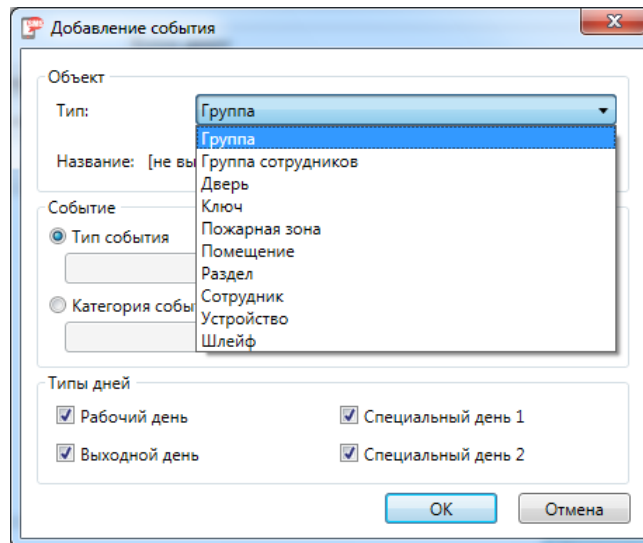 Добавление события
Объект
Тип: Группа
Группа
Название: [не вы Группа сотрудников
Дверь
Ключ
Событие
Пожарная зона
Тип события
Помещение
Раздел
Сотрудник
Категория собы
Устройство
Шлейф
Типы дней
Рабочий день Специальный день 1
Выходной день Специальный день 2
OK Отмена